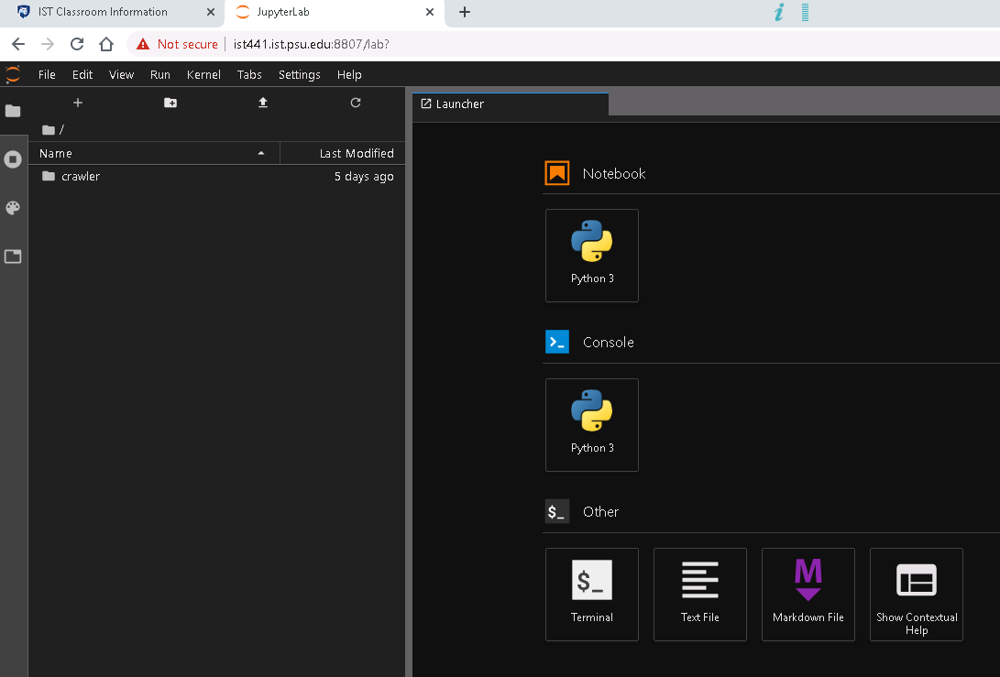 IST Classroom Information
JupyterLab
Not secure
ist441.ist.psu.edu:8807/lab?
File Edit View Run Kernel Tabs Settings Help
/
Name Last Modified
crawler 5 days ago
Launcher
Notebook
Python 3
Console
>_
Python 3
$_ Other
$_
M
Terminal
Text File
Markdown File
Show Contextual
Help